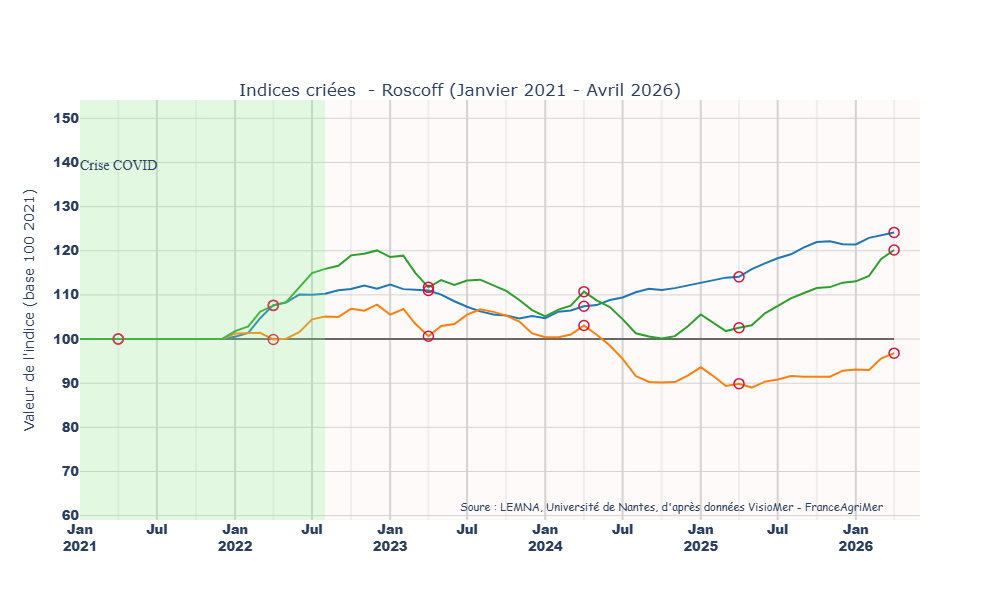 Indices criées  - Roscoff (Janvier 2021 - Avril 2026)
Valeur de l'indice (base 100 2021)
150
140
130
120
110
100
90
80
70
60
Crise COVID
Soure : LEMNA, Université de Nantes, d'après données VisioMer - FranceAgriMer
Jan Jul Jan Jul Jan Jul Jan Jul Jan Jul Jan
2021 2022 2023 2024 2025 2026